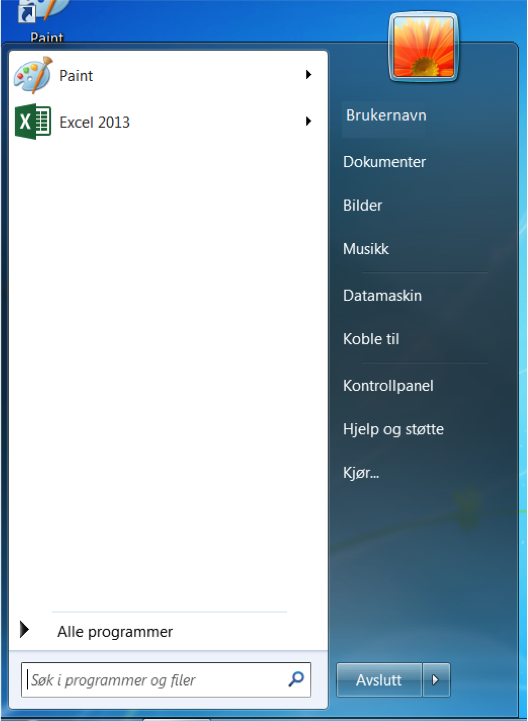 Paint
Paint
Excel 2013
Alle programmer
Søk i programmer og filer
Brukernavn
Dokumenter
Bilder
Musikk
Datamaskin
Koble til
Kontrollpanel
Hjelp og støtte
Kjør...
Avslutt